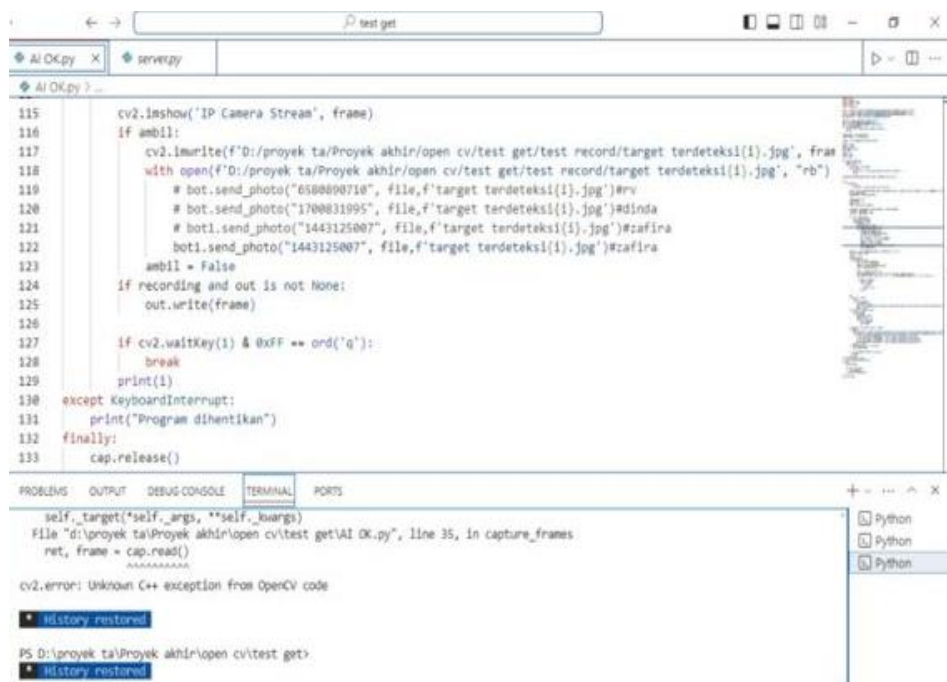 test get
AI OK.py
server.py
AI OK.py > ...
115 cv2.imshow('IP Camera Stream', frame)
116 if ambil:
117 cv2.imwrite(f'D:/proyek ta/Proyek akhir/open cv/test get/test record/target terdeteksi{i}.jpg', fram
118 with open(f'D:/proyek ta/Proyek akhir/open cv/test get/test record/target terdeteksi{i}.jpg', "rb")
119 # bot.send_photo("6580890710", file,f'target terdeteksi{i}.jpg')#rv
120 # bot.send_photo("1700831995", file,f'target terdeteksi{i}.jpg')#dinda
121 # bot1.send_photo("1443125007", file,f'target terdeteksi{i}.jpg')#zafira
122 bot1.send_photo("1443125007", file,f'target terdeteksi{i}.jpg')#zafira
123 ambil = False
124 if recording and out is not None:
125 out.write(frame)
126
127 if cv2.waitKey(1) & 0xFF == ord('q'):
128 break
129 print(i)
130 except KeyboardInterrupt:
131 print("Program dihentikan")
132 finally:
133 cap.release()
PROBLEMS OUTPUT DEBUG CONSOLE TERMINAL PORTS
self._target(*self._args, **self._kwargs)
File "d:\proyek ta\Proyek akhir\open cv\test get\AI OK.py", line 35, in capture_frames
ret, frame = cap.read()
^^^^^^^^^^
cv2.error: Unknown C++ exception from OpenCV code
* History restored
PS D:\proyek ta\Proyek akhir\open cv\test get>
* History restored
Python
Python
Python